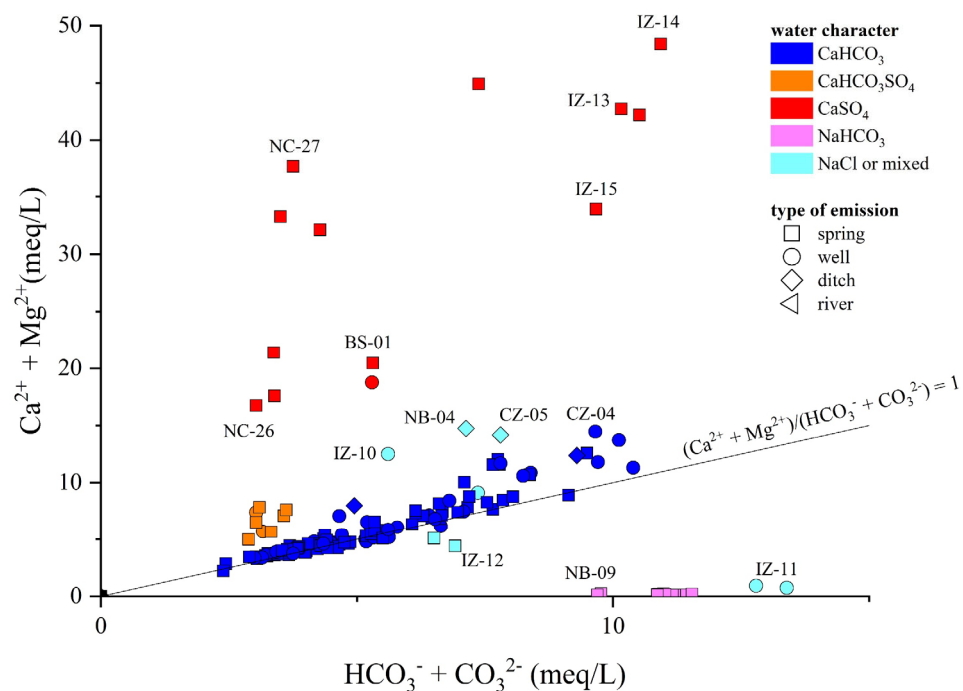 50
40
30
20
10
0
0
10
Ca²⁺ + Mg²⁺(meq/L)
HCO₃⁻ + CO₃²⁻ (meq/L)
IZ-14
IZ-13
NC-27
IZ-15
BS-01
NC-26
NB-04
CZ-05
CZ-04
IZ-10
(Ca²⁺ + Mg²⁺)/(HCO₃⁻ + CO₃²⁻) = 1
IZ-12
NB-09
IZ-11
water character
CaHCO₃
CaHCO₃SO₄
CaSO₄
NaHCO₃
NaCl or mixed
type of emission
spring
well
ditch
river